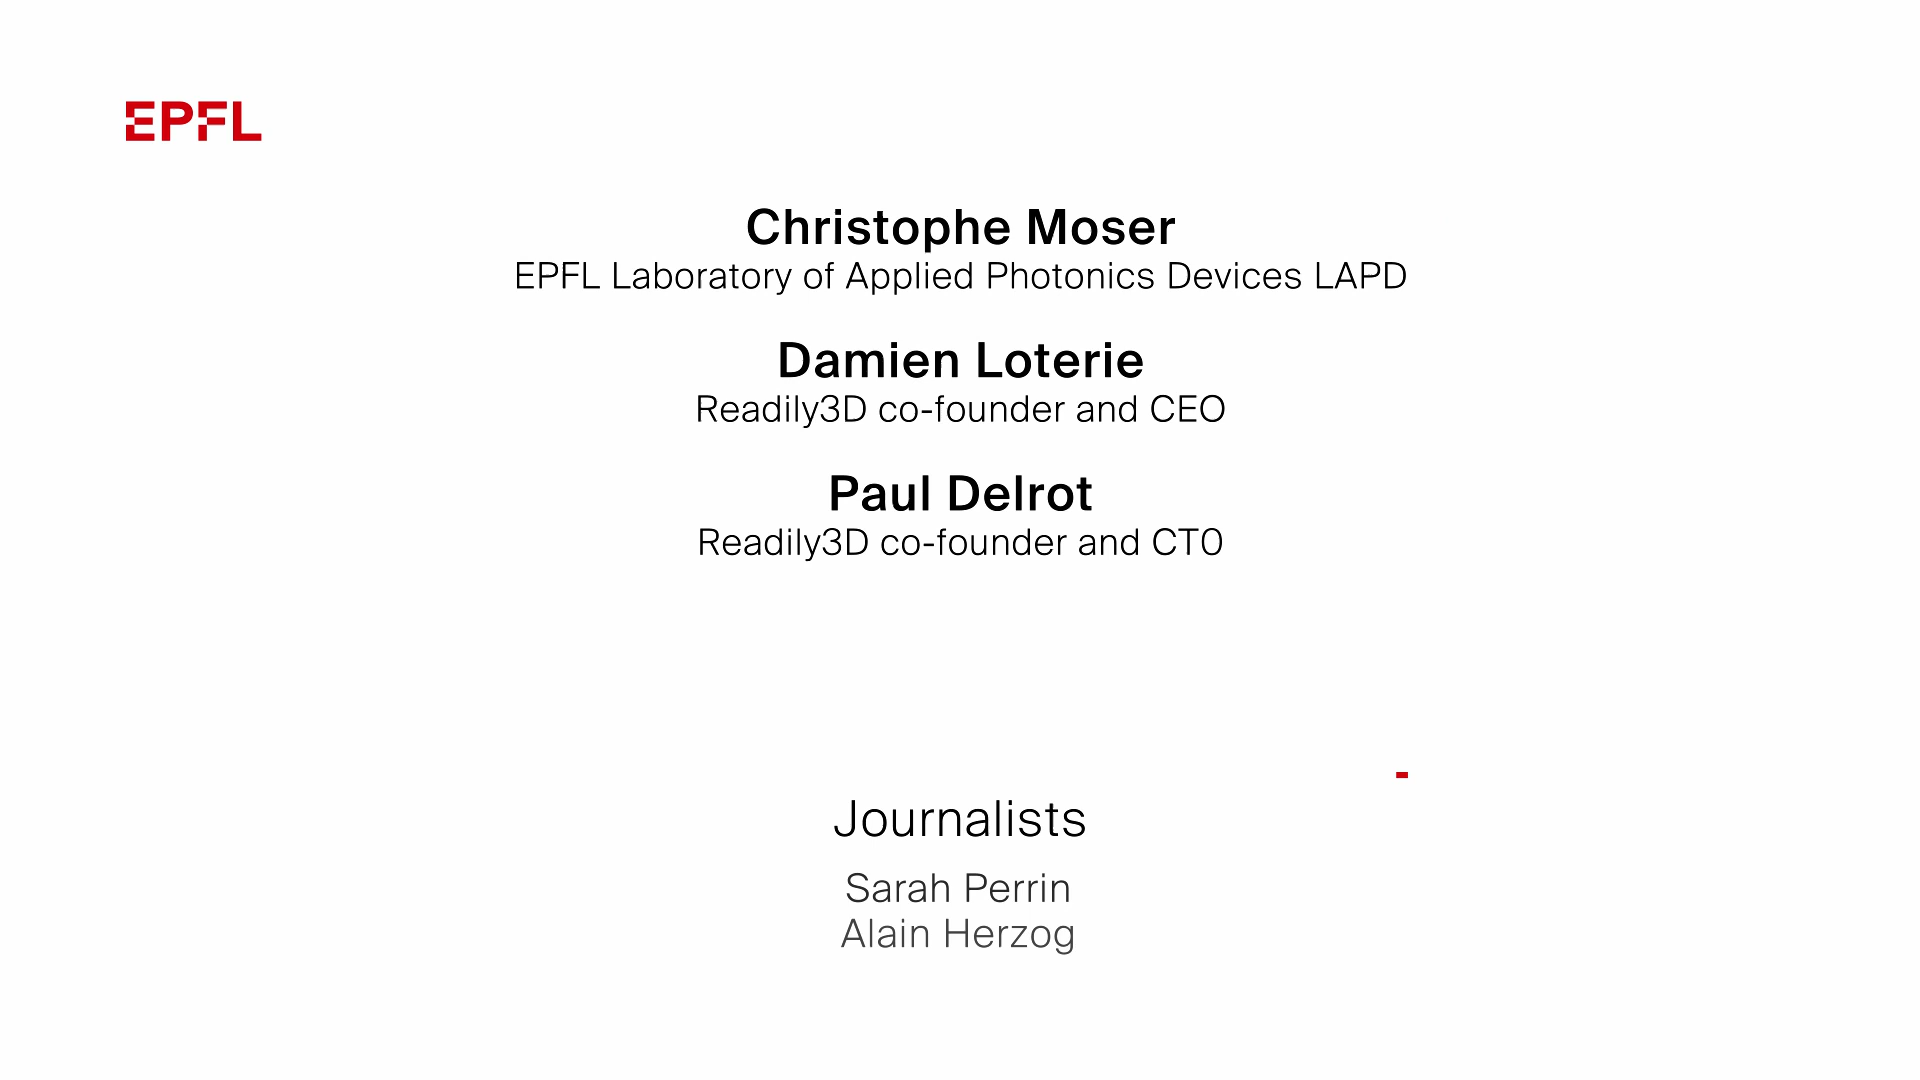 EPFL
Christophe Moser
EPFL Laboratory of Applied Photonics Devices LAPD
Damien Loterie
Readily3D co-founder and CEO
Paul Delrot
Readily3D co-founder and CT0
Journalists
Sarah Perrin
Alain Herzog